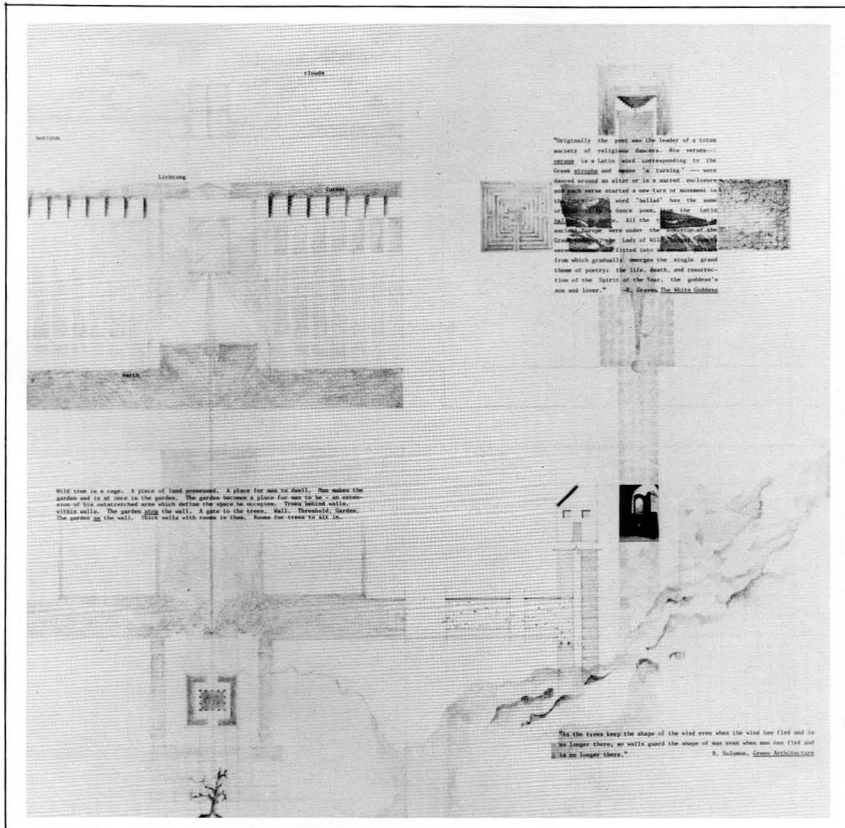 clouds
horizon
Lichtung
forest
earth
"Originally the poet was the leader of a totem
society of religious dancers. His verses---
versus is a Latin word corresponding to the
Greek strophe and means 'a turning' --- were
danced around an altar or in a sacred enclosure
and each verse started a new turn or movement in
word 'ballad' has the same
dance poem, the Latin
All the
ancient Europe were under the of the
Lady of Wild
were fitted into
from which gradually emerges the single grand
theme of poetry: the life, death, and resurrec-
tion of the Spirit of the Year, the goddess's
son and lover." -R. Graves, The White Goddess
Wild tree in a cage. A piece of land possessed. A place for man to dwell. Man makes the
garden and is at once in the garden. The garden becomes a place for man to be - an exten-
sion of his outstretched arms which define the space he occupies. Trees behind walls,
within walls. The garden atop the wall. A gate to the trees. Wall. Threshold. Garden.
The garden as the wall. Thick walls with rooms in them. Rooms for trees to sit in.
"As the trees keep the shape of the wind even when the wind has fled and is
no longer there, so walls guard the shape of man even when man has fled and
is no longer there." B. Solomon, Green Architecture